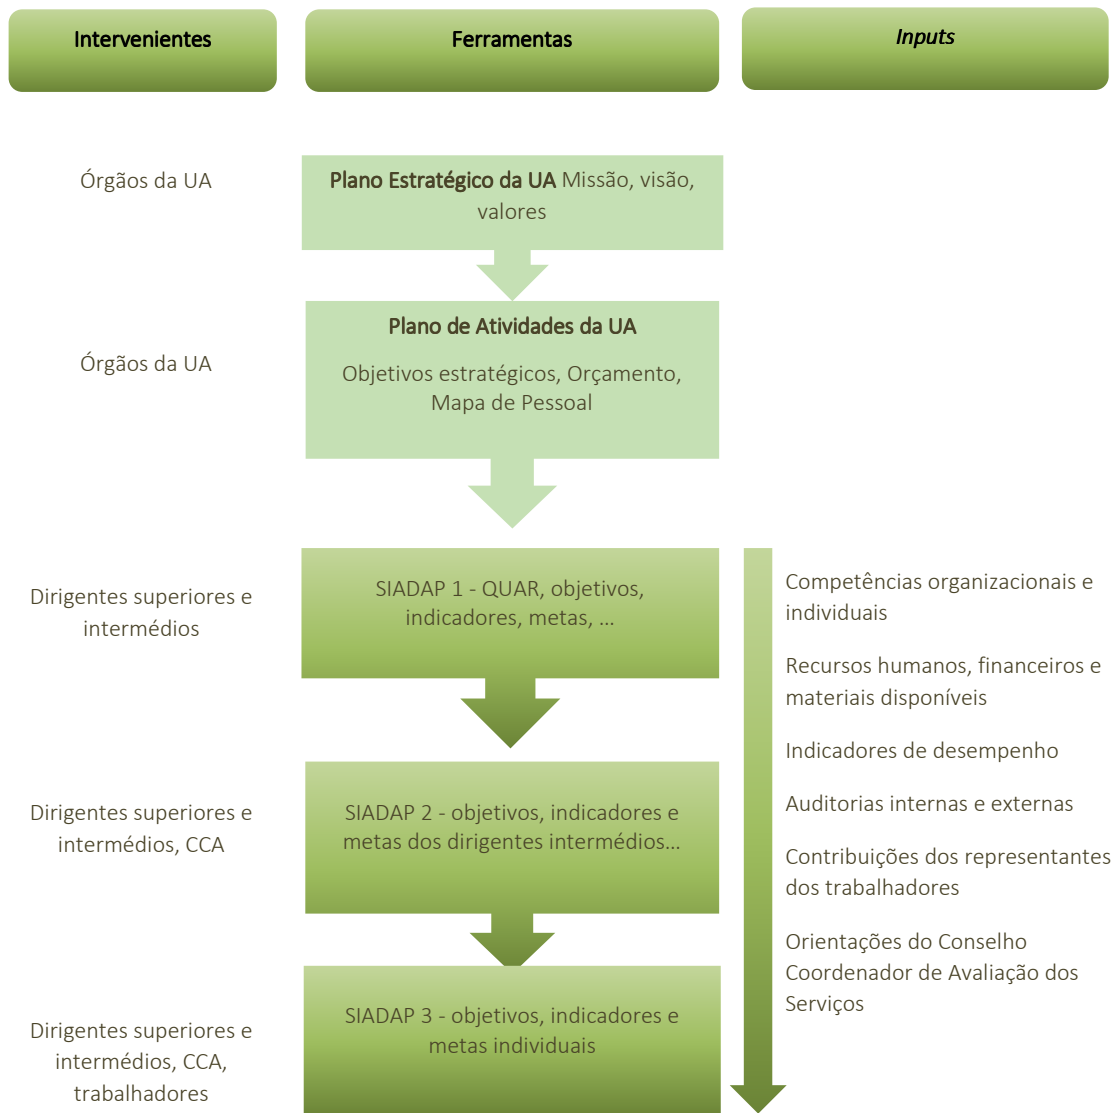 Intervenientes
Ferramentas
Inputs
Órgãos da UA
Plano Estratégico da UA Missão, visão,
valores
Órgãos da UA
Plano de Atividades da UA
Objetivos estratégicos, Orçamento,
Mapa de Pessoal
Dirigentes superiores e
intermédios
SIADAP 1 - QUAR, objetivos,
indicadores, metas, …
Dirigentes superiores e
intermédios, CCA
SIADAP 2 - objetivos, indicadores e
metas dos dirigentes intermédios…
Dirigentes superiores e
intermédios, CCA,
trabalhadores
SIADAP 3 - objetivos, indicadores e
metas individuais
Competências organizacionais e
individuais
Recursos humanos, financeiros e
materiais disponíveis
Indicadores de desempenho
Auditorias internas e externas
Contribuições dos representantes
dos trabalhadores
Orientações do Conselho
Coordenador de Avaliação dos
Serviços